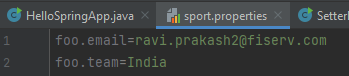 HelloSpringApp.java sport.properties Setter
1 foo.email=ravi.prakash2@fiserv.com
2 foo.team=India